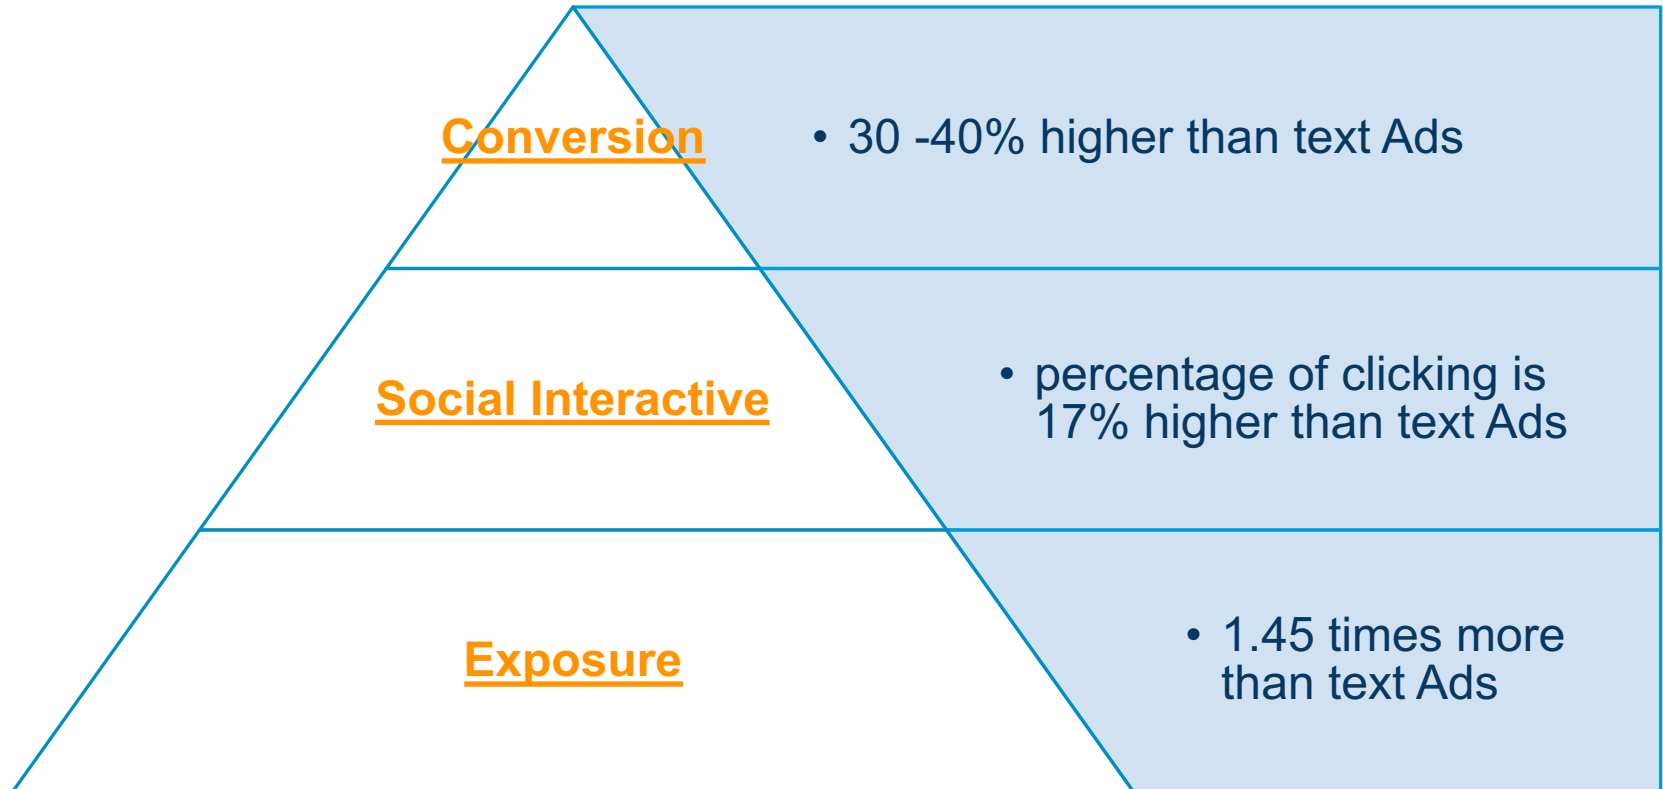 Conversion
• 30 -40% higher than text Ads
Social Interactive
• percentage of clicking is
17% higher than text Ads
Exposure
• 1.45 times more
than text Ads